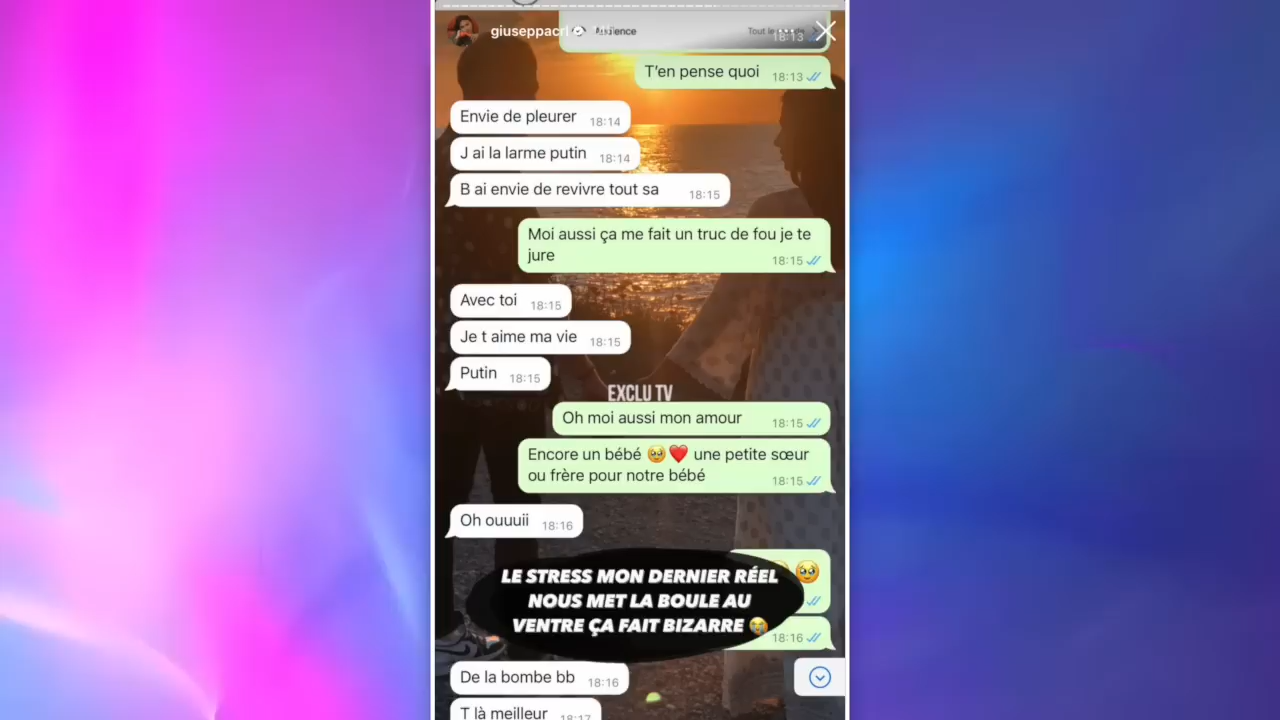 giuseppacrl
Audience
18:13
T'en pense quoi 18:13
Envie de pleurer 18:14
J ai la larme putin 18:14
B ai envie de revivre tout sa 18:15
Moi aussi ça me fait un truc de fou je te
jure 18:15
Avec toi 18:15
Je t aime ma vie 18:15
Putin 18:15
EXCLU TV
Oh moi aussi mon amour 18:15
Encore un bébé 🥹❤️ une petite sœur
ou frère pour notre bébé 18:15
Oh ouuuii 18:16
🥹
LE STRESS MON DERNIER RÉEL
NOUS MET LA BOULE AU
VENTRE ÇA FAIT BIZARRE 😭
18:16
De la bombe bb 18:16
T là meilleur 18:17